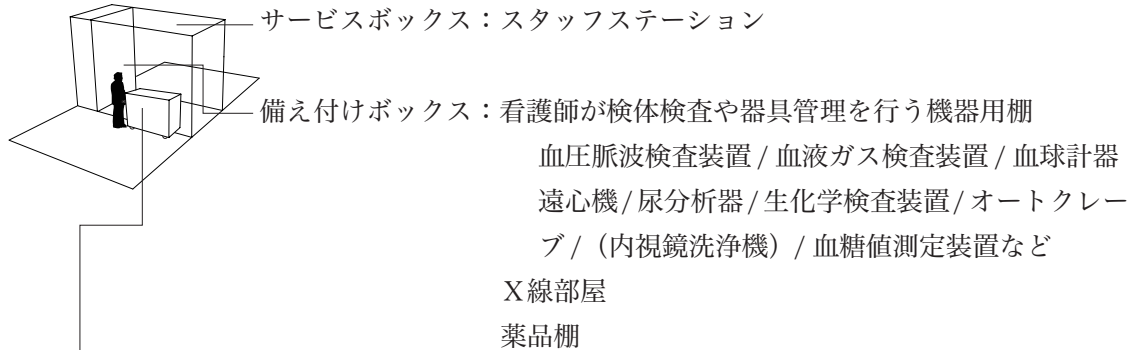 サービスボックス：スタッフステーション
備え付けボックス：看護師が検体検査や器具管理を行う機器用棚
血圧脈波検査装置 / 血液ガス検査装置 / 血球計器
遠心機 / 尿分析器 / 生化学検査装置 / オートクレー
ブ /（内視鏡洗浄機）/ 血糖値測定装置など
Ｘ線部屋
薬品棚